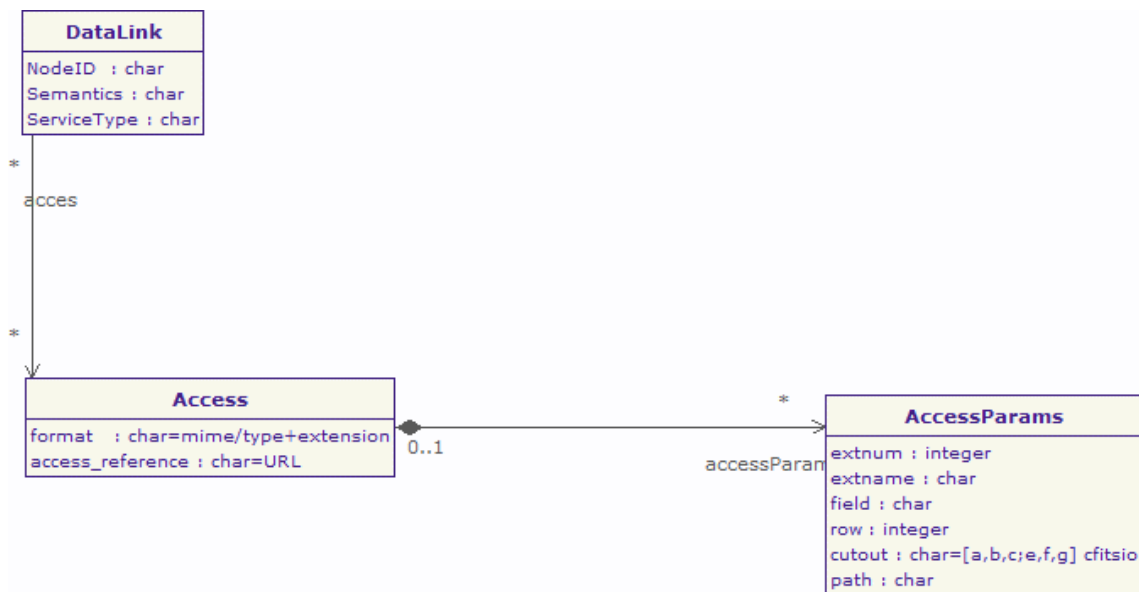 DataLink
NodeID : char
Semantics : char
ServiceType : char
*
acces
*
Access
format : char=mime/type+extension
access_reference : char=URL
0..1
*
accessParam
AccessParams
extnum : integer
extname : char
field : char
row : integer
cutout : char=[a,b,c;e,f,g] cfitsio
path : char